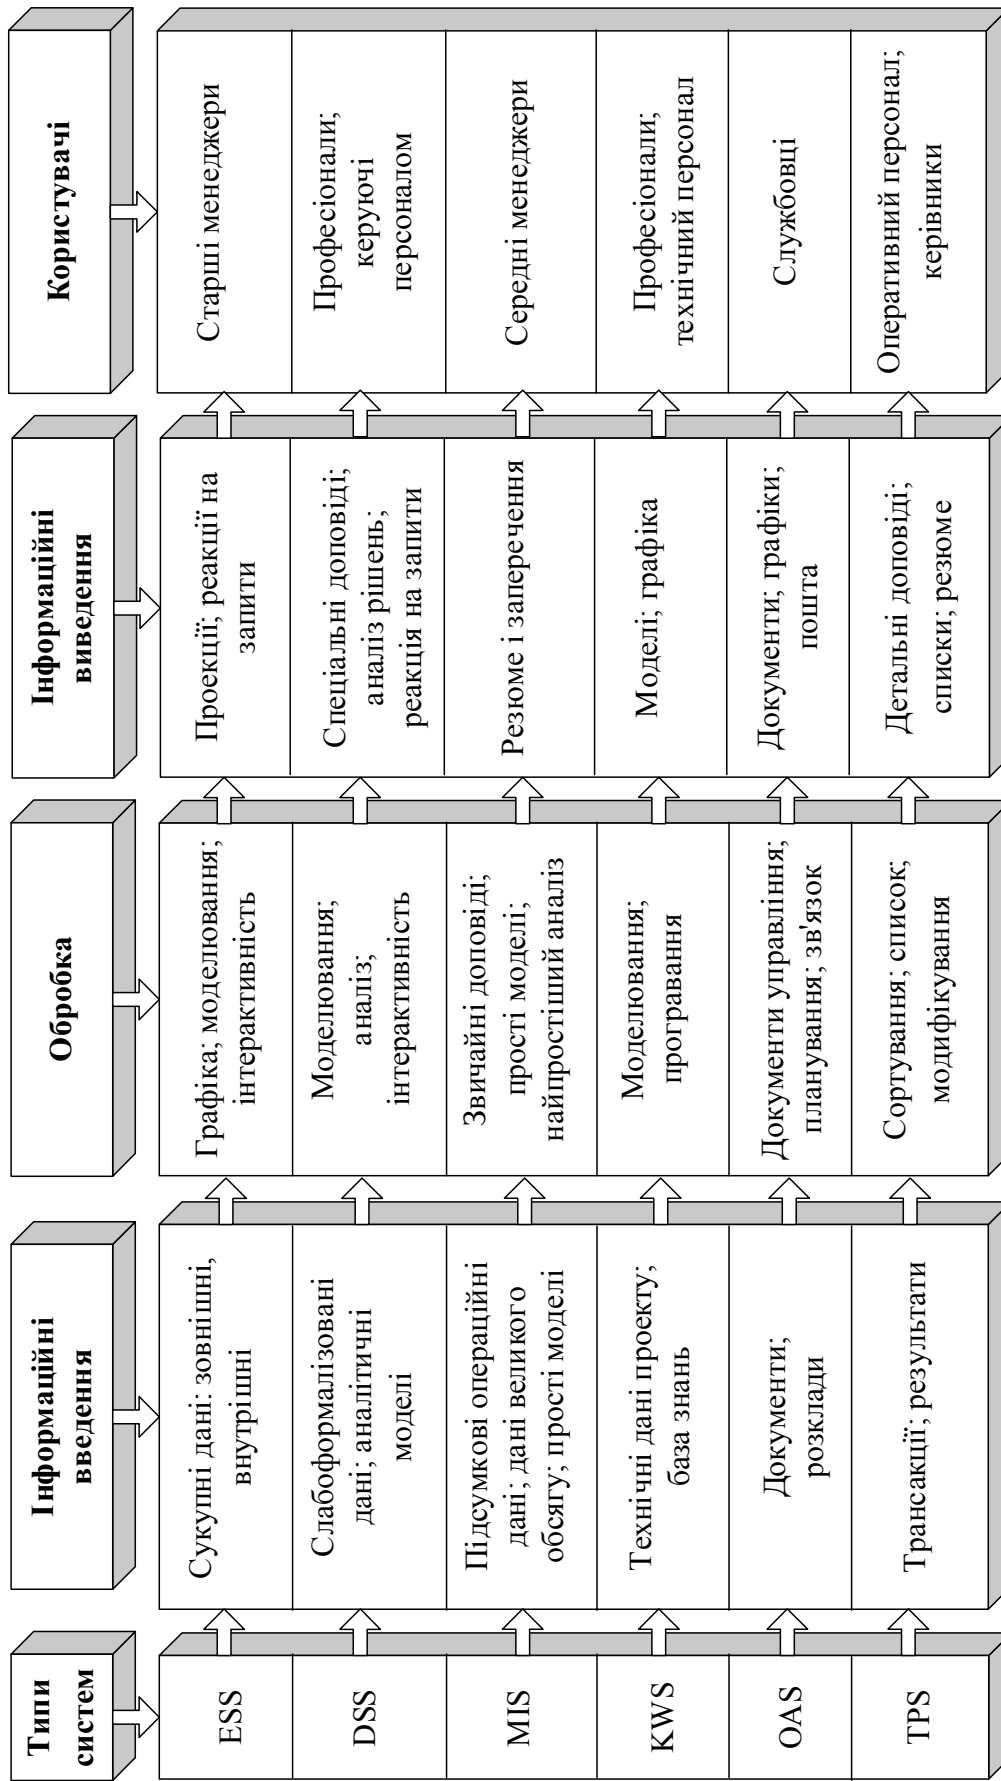 Типи
систем
Інформаційні
введення
Обробка
Інформаційні
виведення
Користувачі
ESS
Сукупні дані: зовнішні,
внутрішні
Графіка; моделювання;
інтерактивність
Проекції; реакції на
запити
Старші менеджери
DSS
Слабоформалізовані
дані; аналітичні
моделі
Моделювання;
аналіз;
інтерактивність
Спеціальні доповіді;
аналіз рішень;
реакція на запити
Професіонали;
керуючі
персоналом
MIS
Підсумкові операційні
дані; дані великого
обсягу; прості моделі
Звичайні доповіді;
прості моделі;
найпростіший аналіз
Резюме і заперечення
Середні менеджери
KWS
Технічні дані проекту;
база знань
Моделювання;
програвання
Моделі; графіка
Професіонали;
технічний персонал
OAS
Документи;
розклади
Документи управління;
планування; зв'язок
Документи; графіки;
пошта
Службовці
TPS
Трансакції; результати
Сортування; список;
модифікування
Детальні доповіді;
списки; резюме
Оперативний персонал;
керівники